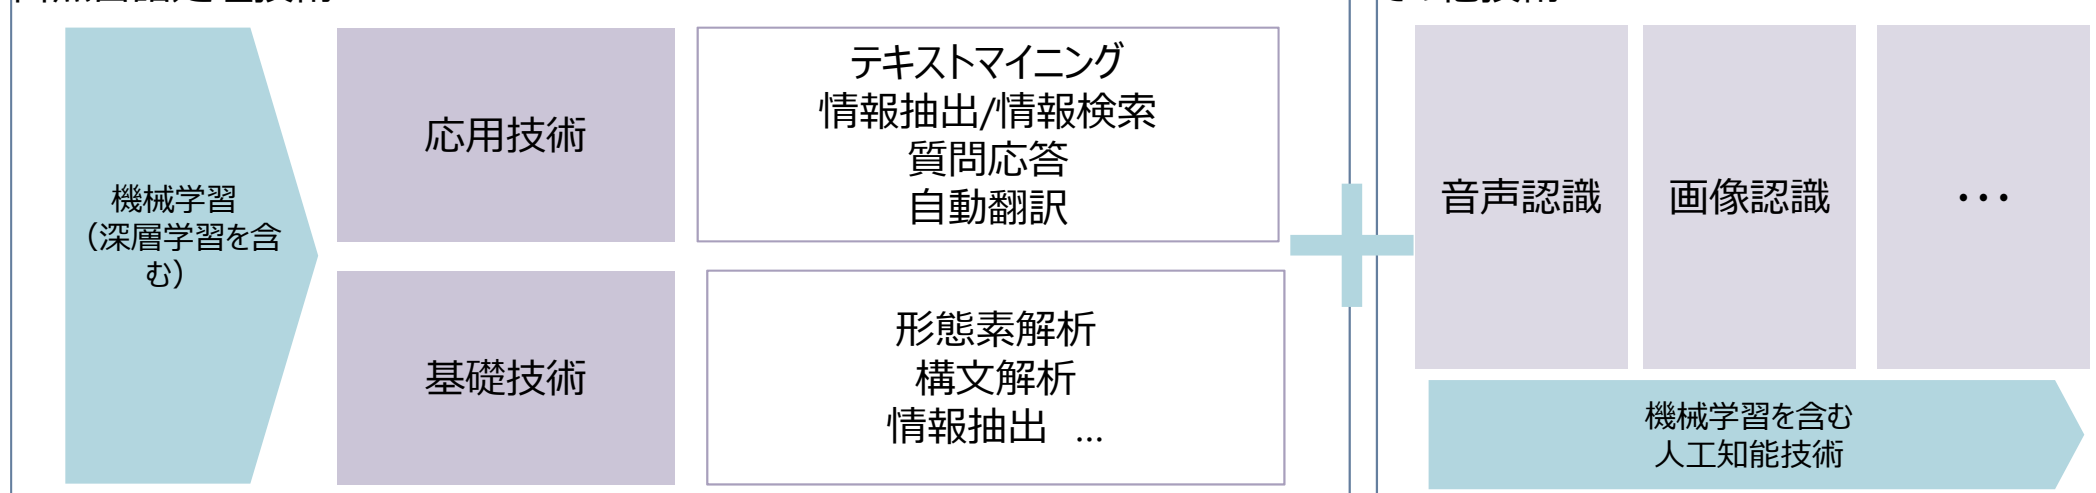 機械学習
（深層学習を含
む）
応用技術
テキストマイニング
情報抽出/情報検索
質問応答
自動翻訳
基礎技術
形態素解析
構文解析
情報抽出 …
音声認識
画像認識
・・・
機械学習を含む
人工知能技術